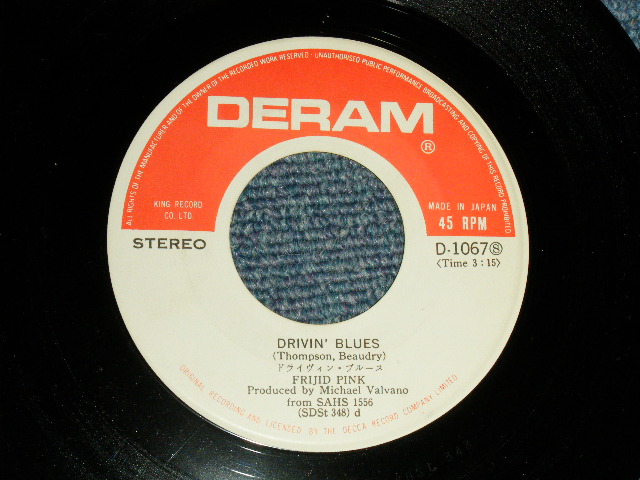 ALL RIGHTS OF THE MANUFACTURER AND OF THE OWNER OF THE RECORDED WORK RESERVED · UNAUTHORISED PUBLIC PERFORMANCE BROADCASTING AND COPYING OF THIS RECORD PROHIBITED
DERAM®
KING RECORD
CO. LTD.
MADE IN JAPAN
45 RPM
STEREO
D-1067Ⓢ
〈Time 3:15〉
DRIVIN' BLUES
(Thompson, Beaudry)
ドライヴィン・ブルース
FRIJID PINK
Produced by Michael Valvano
from SAHS 1556
(SDSt 348) d
ORIGINAL RECORDING AND LICENSED BY THE DECCA RECORD COMPANY LIMITED